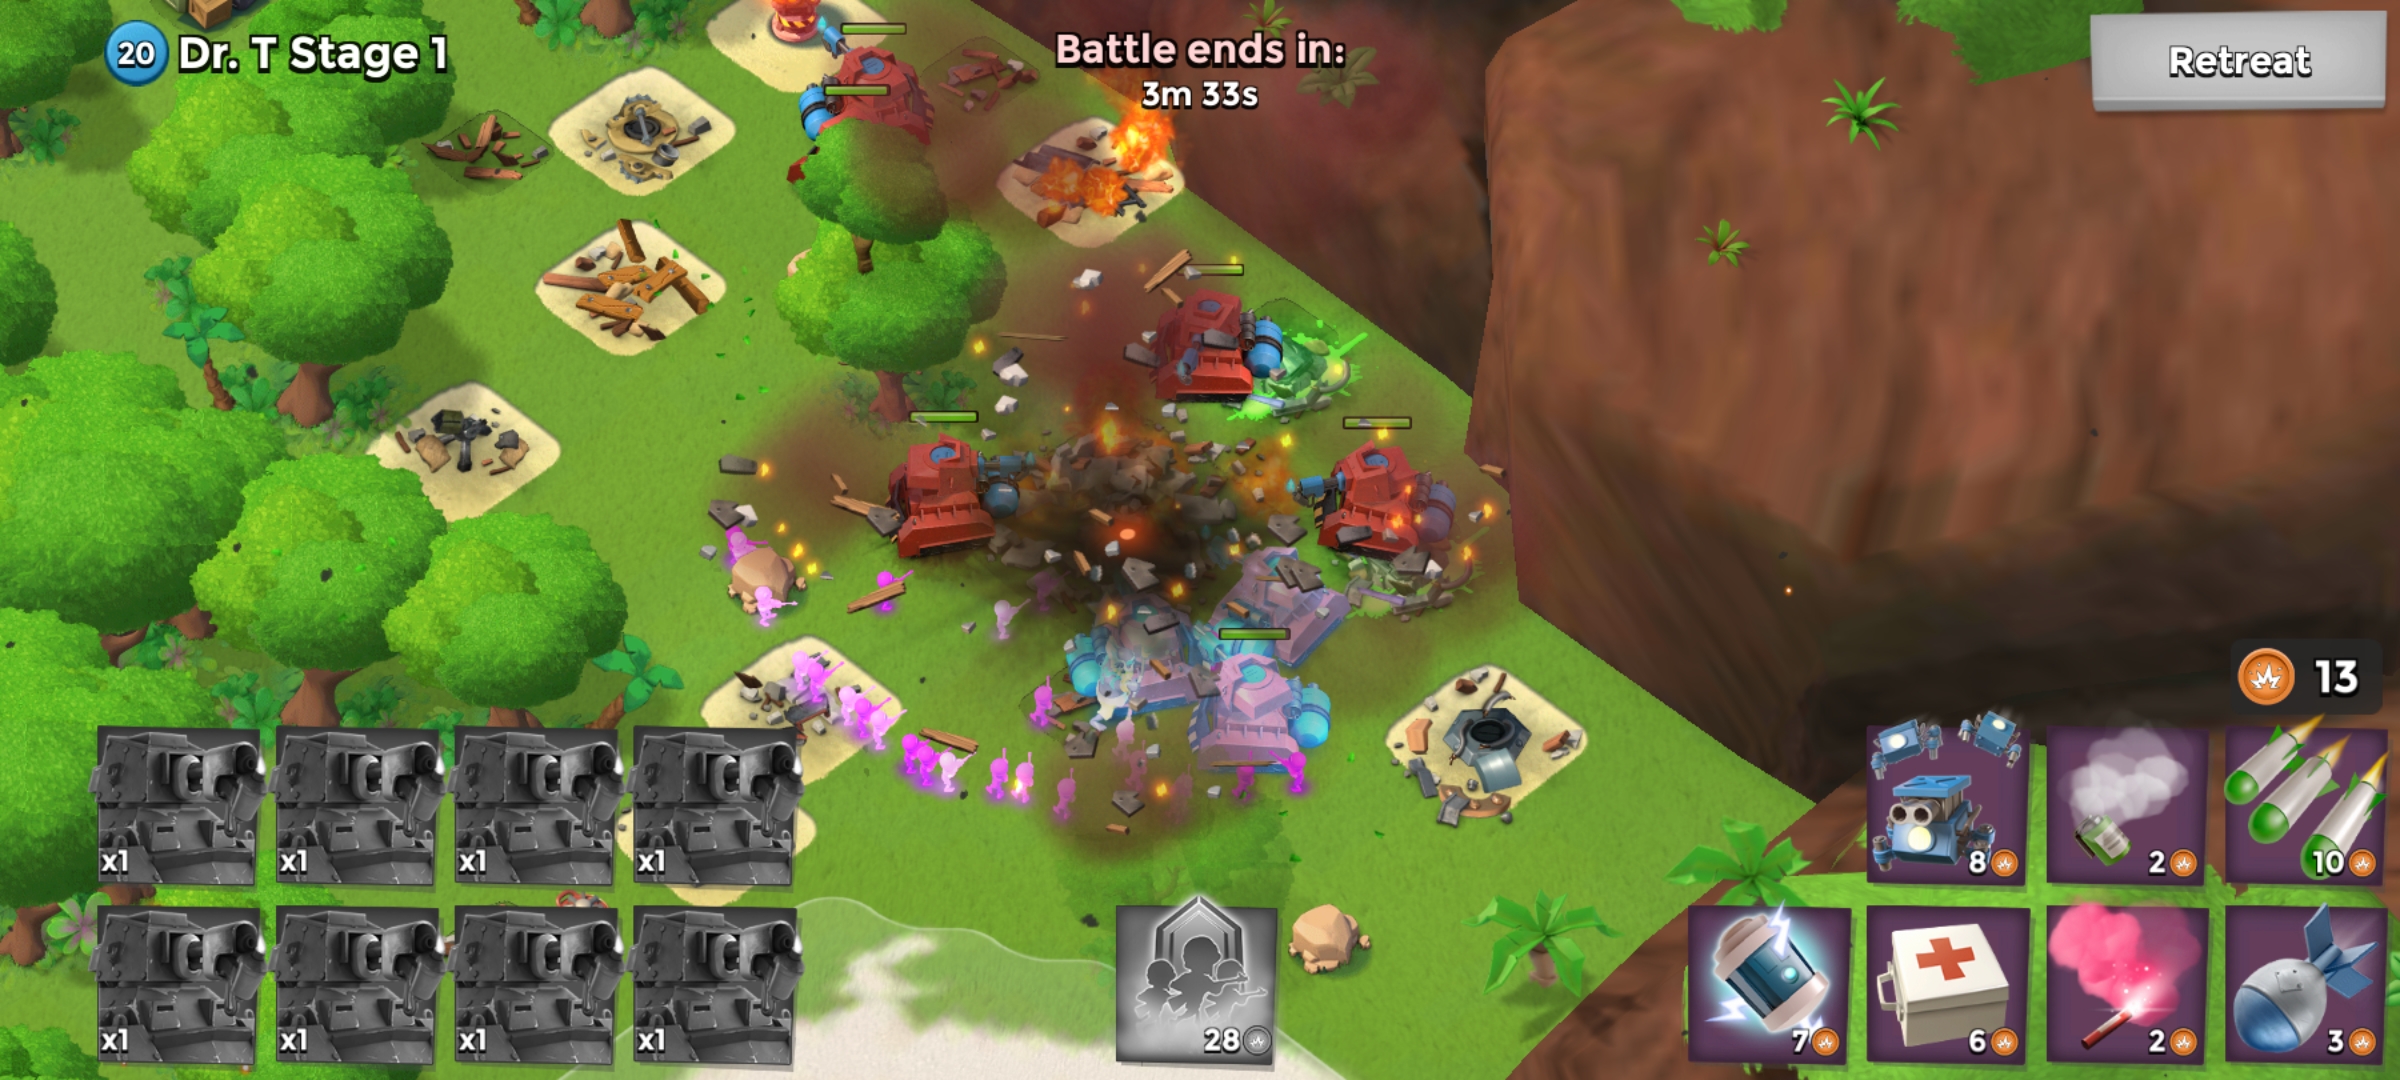 20 Dr. T Stage 1
Battle ends in:
3m 33s
Retreat
13
8
2
10
x1
x1
x1
x1
x1
x1
x1
x1
28
7
6
2
3